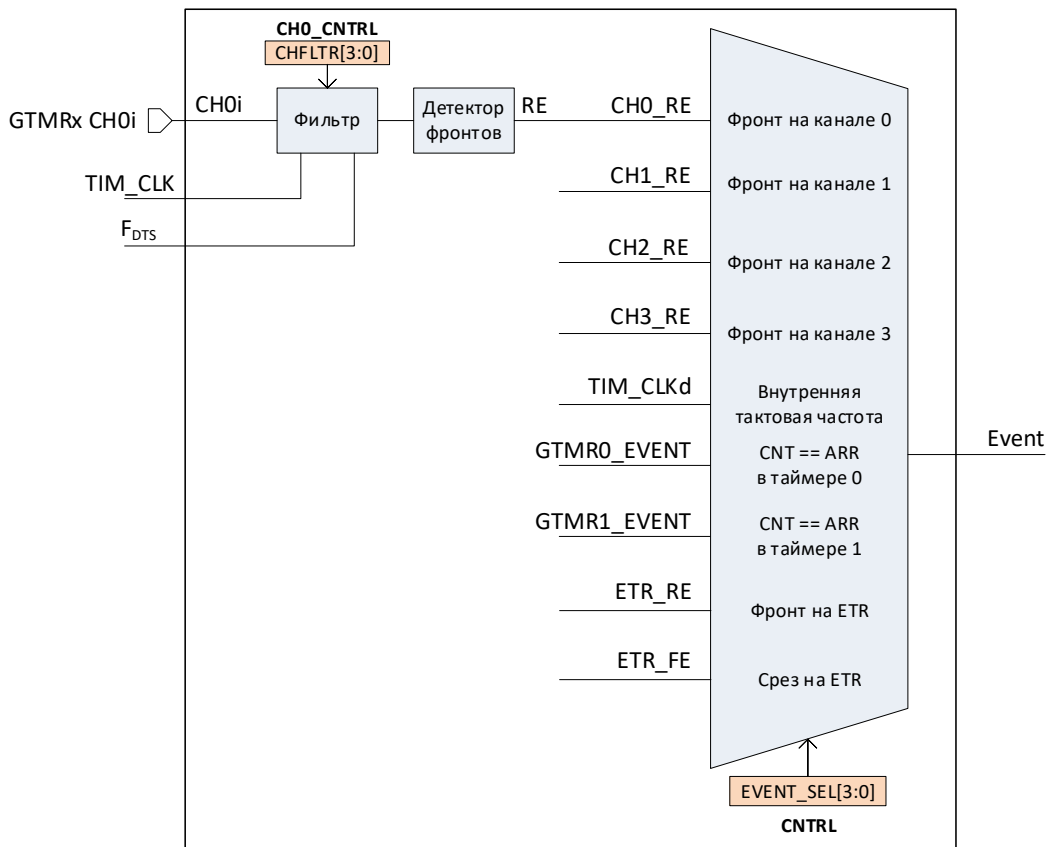 CH0_CNTRL
CHFLTR[3:0]
GTMRx CH0i
CH0i
Фильтр
Детектор
фронтов
RE
CH0_RE
Фронт на канале 0
TIM_CLK
CH1_RE
Фронт на канале 1
FDTS
CH2_RE
Фронт на канале 2
CH3_RE
Фронт на канале 3
TIM_CLKd
Внутренняя
тактовая частота
GTMR0_EVENT
CNT == ARR
в таймере 0
Event
GTMR1_EVENT
CNT == ARR
в таймере 1
ETR_RE
Фронт на ETR
ETR_FE
Срез на ETR
EVENT_SEL[3:0]
CNTRL